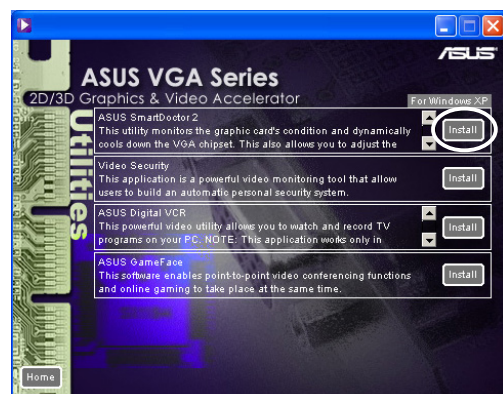 ASUS
ASUS VGA Series
2D/3D Graphics & Video Accelerator
For Windows XP
Utilities
ASUS SmartDoctor 2
This utility monitors the graphic card's condition and dynamically
cools down the VGA chipset. This also allows you to adjust the
Install
Video Security
This application is a powerful video monitoring tool that allow
users to build an automatic personal security system.
Install
ASUS Digital VCR
This powerful video utility allows you to watch and record TV
programs on your PC. NOTE: This application works only in
Install
ASUS GameFace
This software enables point-to-point video conferencing functions
and online gaming to take place at the same time.
Install
Home